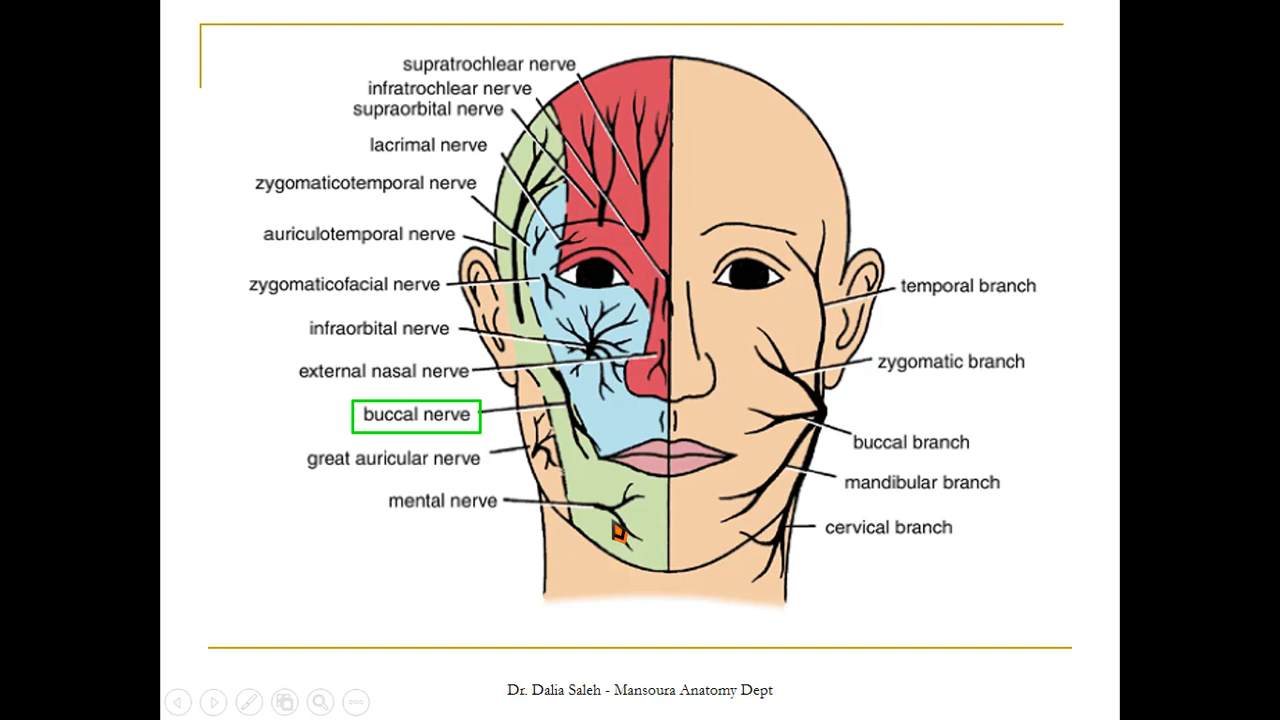 supratrochlear nerve
infratrochlear nerve
supraorbital nerve
lacrimal nerve
zygomaticotemporal nerve
auriculotemporal nerve
zygomaticofacial nerve
infraorbital nerve
external nasal nerve
buccal nerve
great auricular nerve
mental nerve
temporal branch
zygomatic branch
buccal branch
mandibular branch
cervical branch
Dr. Dalia Saleh - Mansoura Anatomy Dept